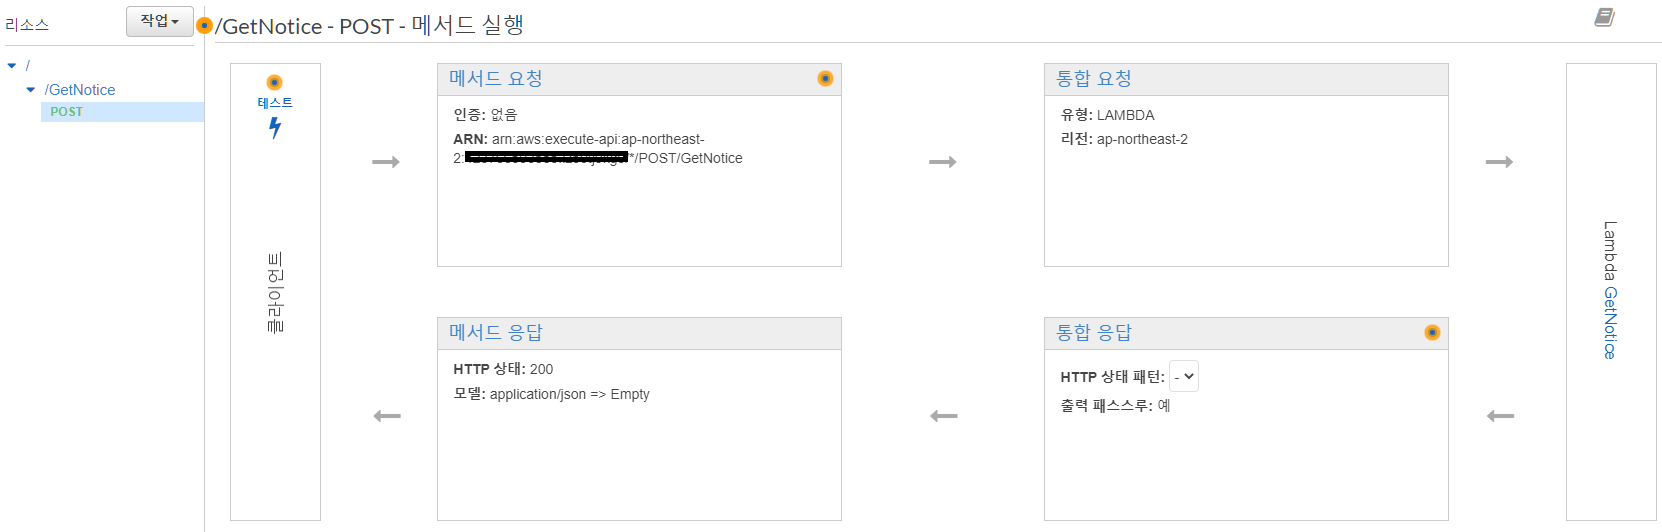 리소스
작업
/GetNotice - POST - 메서드 실행
/
/GetNotice
POST
테스트
클라이언트
메서드 요청
인증: 없음
ARN: arn:aws:execute-api:ap-northeast-
2:*/POST/GetNotice
통합 요청
유형: LAMBDA
리전: ap-northeast-2
Lambda GetNotice
메서드 응답
HTTP 상태: 200
모델: application/json => Empty
통합 응답
HTTP 상태 패턴: -
출력 패스스루: 예